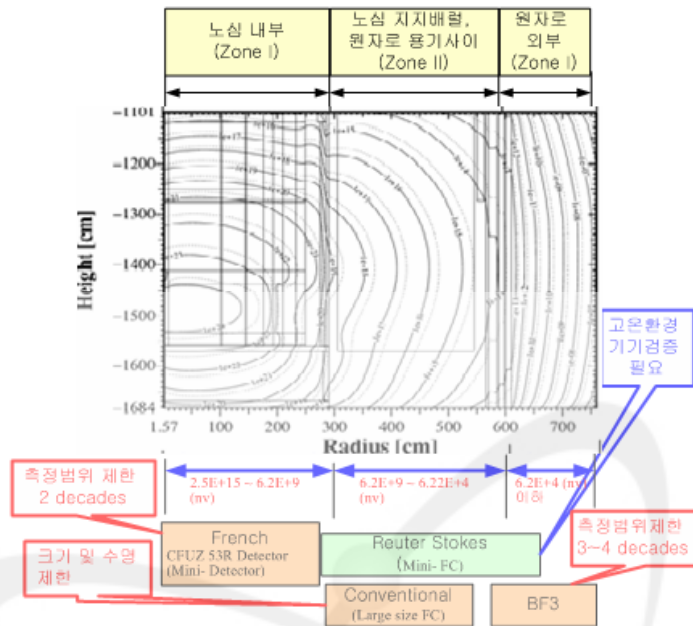 노심 내부
(Zone I)
노심 지지배럴,
원자로 용기사이
(Zone II)
원자로
외부
(Zone I)
-1101
-1200
-1300
-1400
-1500
-1600
-1684
Height [cm]
1.57 100 200 300 400 500 600 700
Radius [cm]
고온환경
기기검증
필요
측정범위 제한
2 decades
2.5E+15 ~ 6.2E+9
(nv)
6.2E+9 ~ 6.22E+4
(nv)
6.2E+4 (nv)
이하
측정범위제한
3~4 decades
French
CFUZ 53R Detector
(Mini- Detector)
Reuter Stokes
(Mini- FC)
크기 및 수명
제한
Conventional
(Large size FC)
BF3